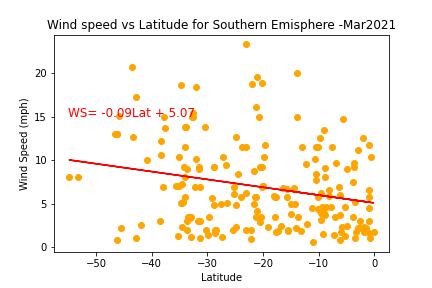 Wind speed vs Latitude for Southern Emisphere -Mar2021
20
15
10
5
0
Wind Speed (mph)
WS= -0.09Lat + 5.07
−50 −40 −30 −20 −10 0
Latitude